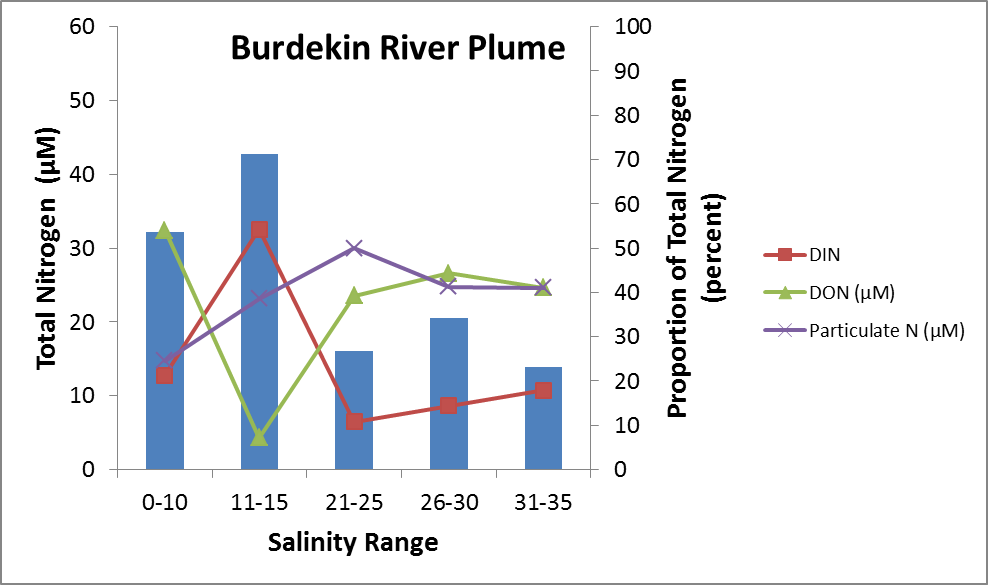 Burdekin River Plume
Total Nitrogen (µM)
60
50
40
30
20
10
0
100
90
80
70
60
50
40
30
20
10
0
Proportion of Total Nitrogen
(percent)
0-10 11-15 21-25 26-30 31-35
Salinity Range
DIN
DON (µM)
Particulate N (µM)